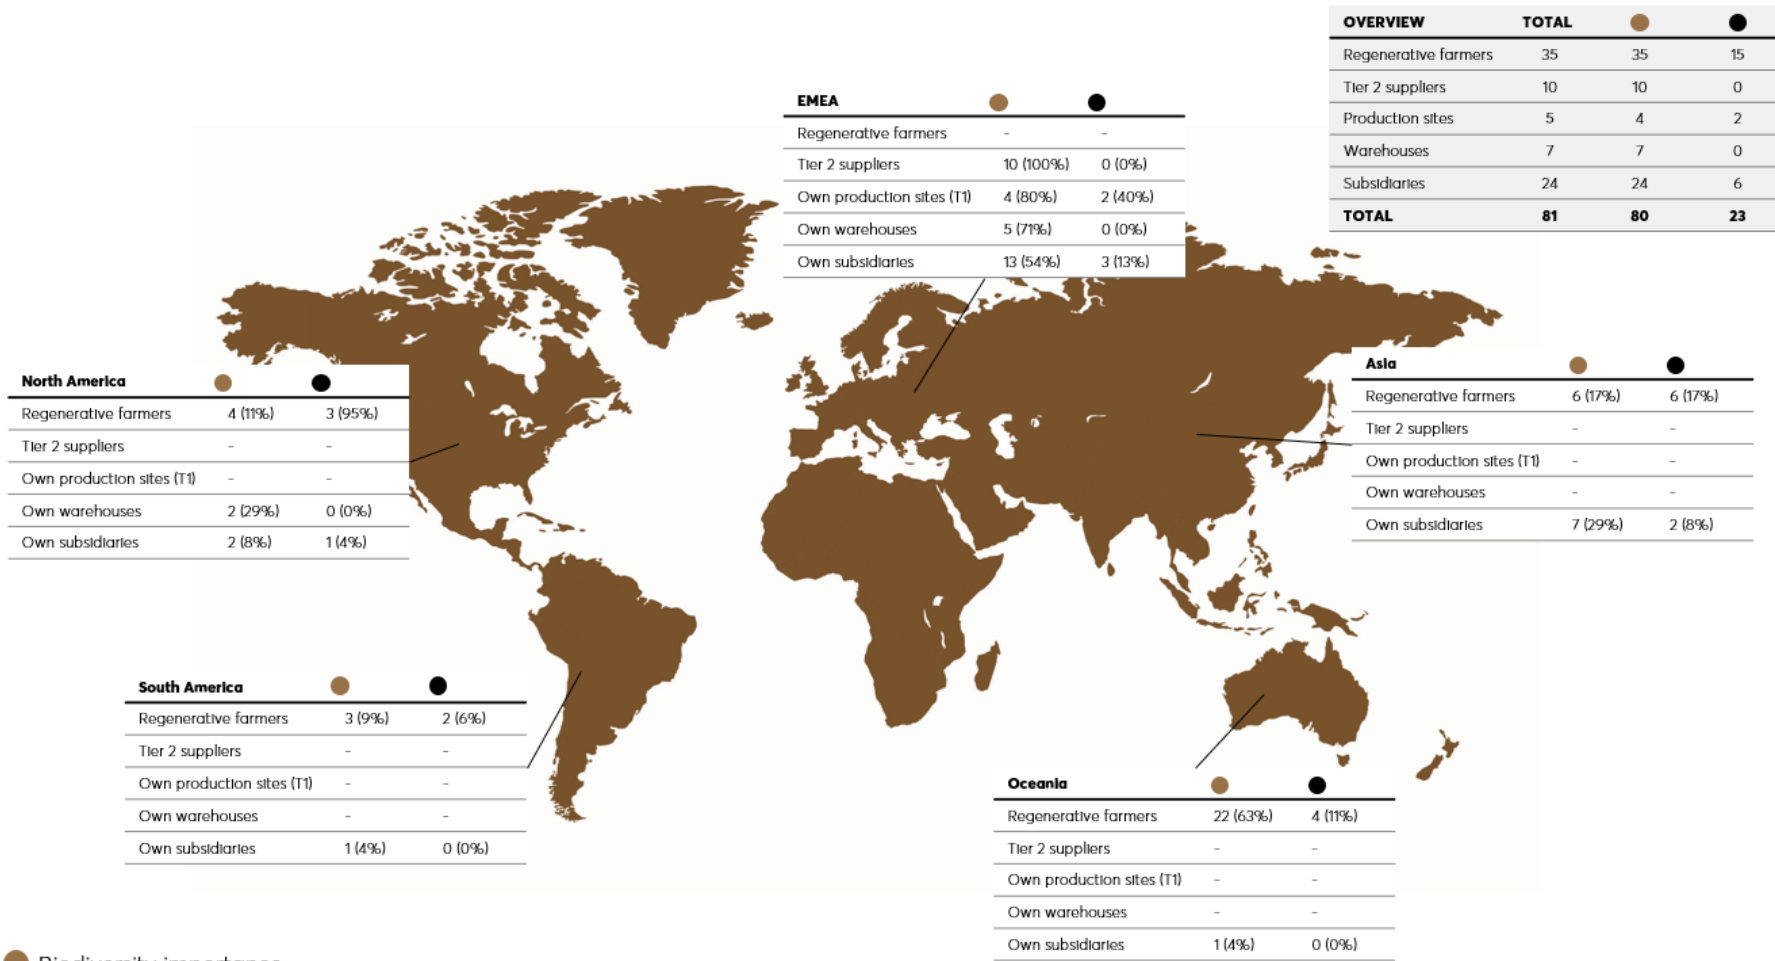 OVERVIEW TOTAL
Regenerative farmers 35 35 15
Tier 2 suppliers 10 10 0
Production sites 5 4 2
Warehouses 7 7 0
Subsidiaries 24 24 6
TOTAL 81 80 23
EMEA
Regenerative farmers - -
Tier 2 suppliers 10 (100%) 0 (0%)
Own production sites (T1) 4 (80%) 2 (40%)
Own warehouses 5 (71%) 0 (0%)
Own subsidiaries 13 (54%) 3 (13%)
North America
Regenerative farmers 4 (11%) 3 (95%)
Tier 2 suppliers - -
Own production sites (T1) - -
Own warehouses 2 (29%) 0 (0%)
Own subsidiaries 2 (8%) 1 (4%)
Asia
Regenerative farmers 6 (17%) 6 (17%)
Tier 2 suppliers - -
Own production sites (T1) - -
Own warehouses - -
Own subsidiaries 7 (29%) 2 (8%)
South America
Regenerative farmers 3 (9%) 2 (6%)
Tier 2 suppliers - -
Own production sites (T1) - -
Own warehouses - -
Own subsidiaries 1 (4%) 0 (0%)
Oceania
Regenerative farmers 22 (63%) 4 (11%)
Tier 2 suppliers - -
Own production sites (T1) - -
Own warehouses - -
Own subsidiaries 1 (4%) 0 (0%)
Biodiversity importance